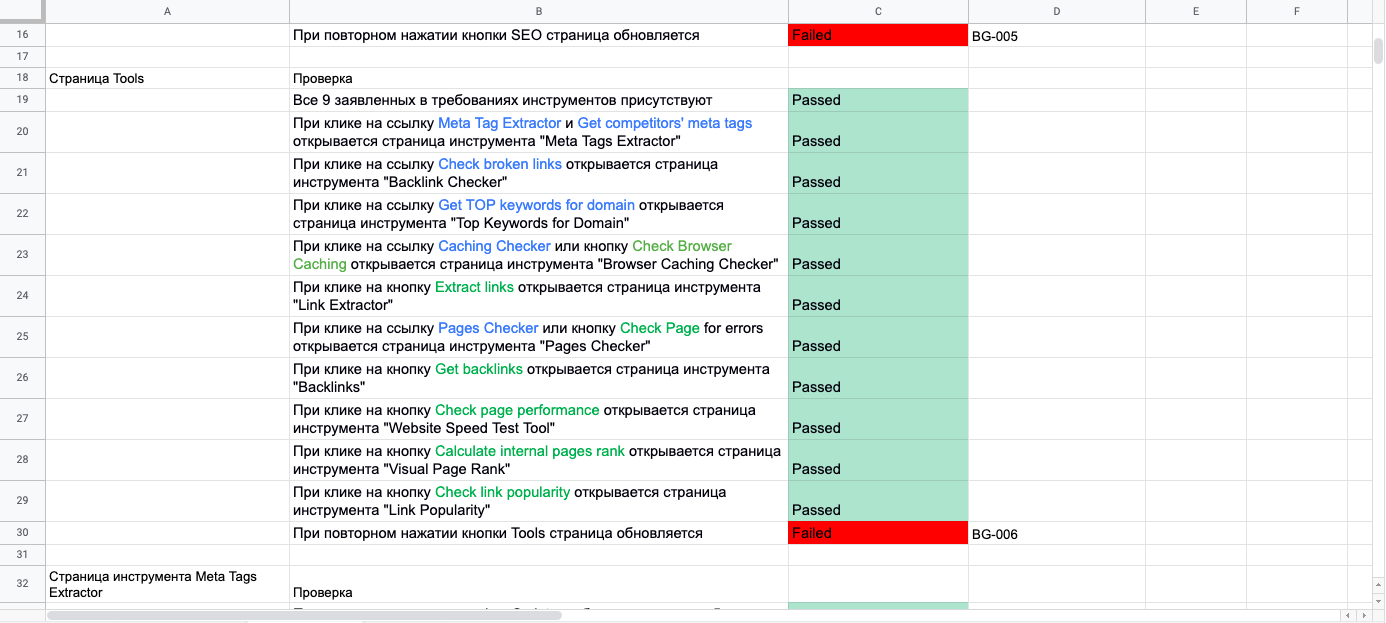 A B C D E F
16 При повторном нажатии кнопки SEO страница обновляется Failed BG-005
17
18 Страница Tools Проверка
19 Все 9 заявленных в требованиях инструментов присутствуют Passed
20 При клике на ссылку Meta Tag Extractor и Get competitors' meta tags
открывается страница инструмента "Meta Tags Extractor" Passed
21 При клике на ссылку Check broken links открывается страница
инструмента "Backlink Checker" Passed
22 При клике на ссылку Get TOP keywords for domain открывается
страница инструмента "Top Keywords for Domain" Passed
23 При клике на ссылку Caching Checker или кнопку Check Browser
Caching открывается страница инструмента "Browser Caching Checker" Passed
24 При клике на кнопку Extract links открывается страница инструмента
"Link Extractor" Passed
25 При клике на ссылку Pages Checker или кнопку Check Page for errors
открывается страница инструмента "Pages Checker" Passed
26 При клике на кнопку Get backlinks открывается страница инструмента
"Backlinks" Passed
27 При клике на кнопку Check page performance открывается страница
инструмента "Website Speed Test Tool" Passed
28 При клике на кнопку Calculate internal pages rank открывается страница
инструмента "Visual Page Rank" Passed
29 При клике на кнопку Check link popularity открывается страница
инструмента "Link Popularity" Passed
30 При повторном нажатии кнопки Tools страница обновляется Failed BG-006
31
32 Страница инструмента Meta Tags
Extractor Проверка